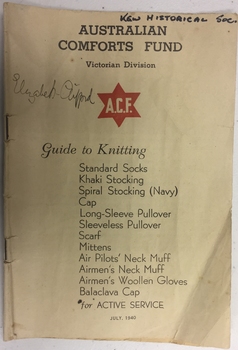 KEW HISTORICAL SOC.
AUSTRALIAN
COMFORTS FUND
Victorian Division
Elizabeth
A.C.F.
Guide to Knitting
Standard Socks
Khaki Stocking
Spiral Stocking (Navy)
Cap
Long-Sleeve Pullover
Sleeveless Pullover
Scarf
Mittens
Air Pilots' Neck Muff
Airmen's Neck Muff
Airmen's Woollen Gloves
Balaclava Cap
for ACTIVE SERVICE
JULY, 1940